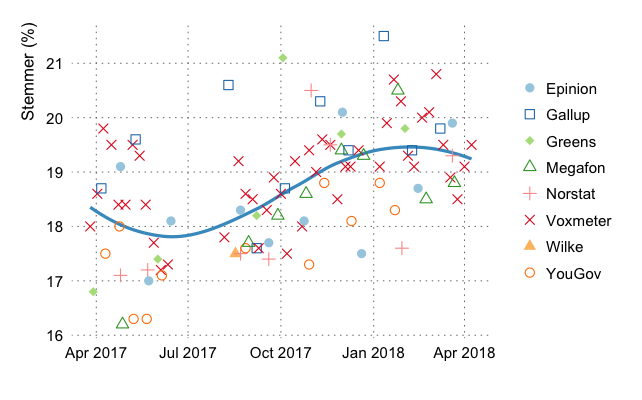 Stemmer (%)
21
20
19
18
17
16
Apr 2017 Jul 2017 Oct 2017 Jan 2018 Apr 2018
Epinion
Gallup
Greens
Megafon
Norstat
Voxmeter
Wilke
YouGov